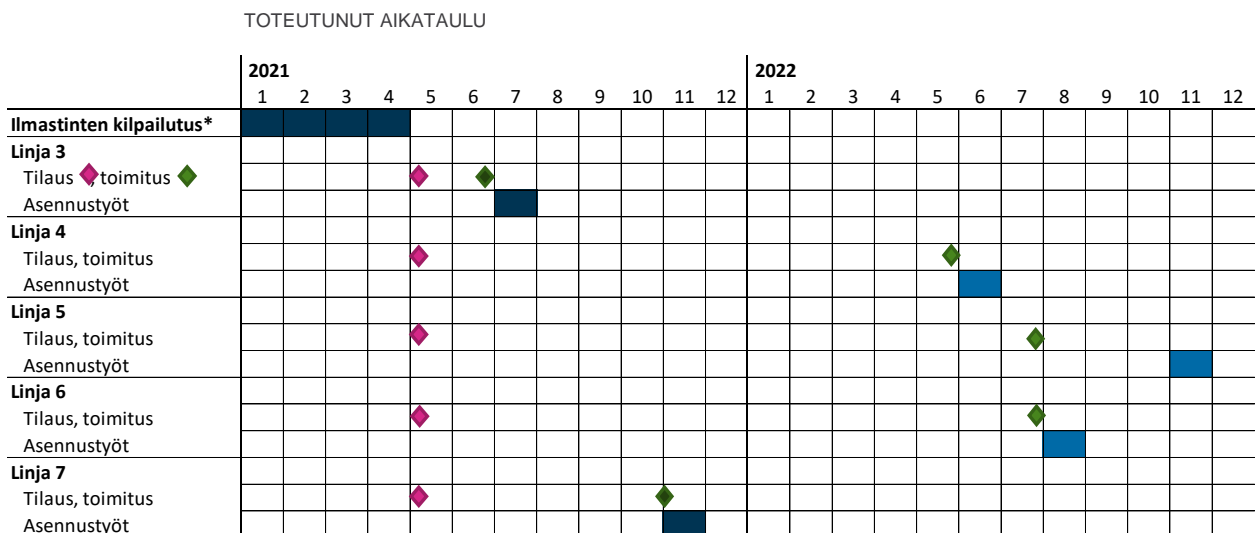 TOTEUTUNUT AIKATAULU
2021 2022
1 2 3 4 5 6 7 8 9 10 11 12 1 2 3 4 5 6 7 8 9 10 11 12
Ilmastinten kilpailutus*
Linja 3
Tilaus , toimitus
Asennustyöt
Linja 4
Tilaus, toimitus
Asennustyöt
Linja 5
Tilaus, toimitus
Asennustyöt
Linja 6
Tilaus, toimitus
Asennustyöt
Linja 7
Tilaus, toimitus
Asennustyöt